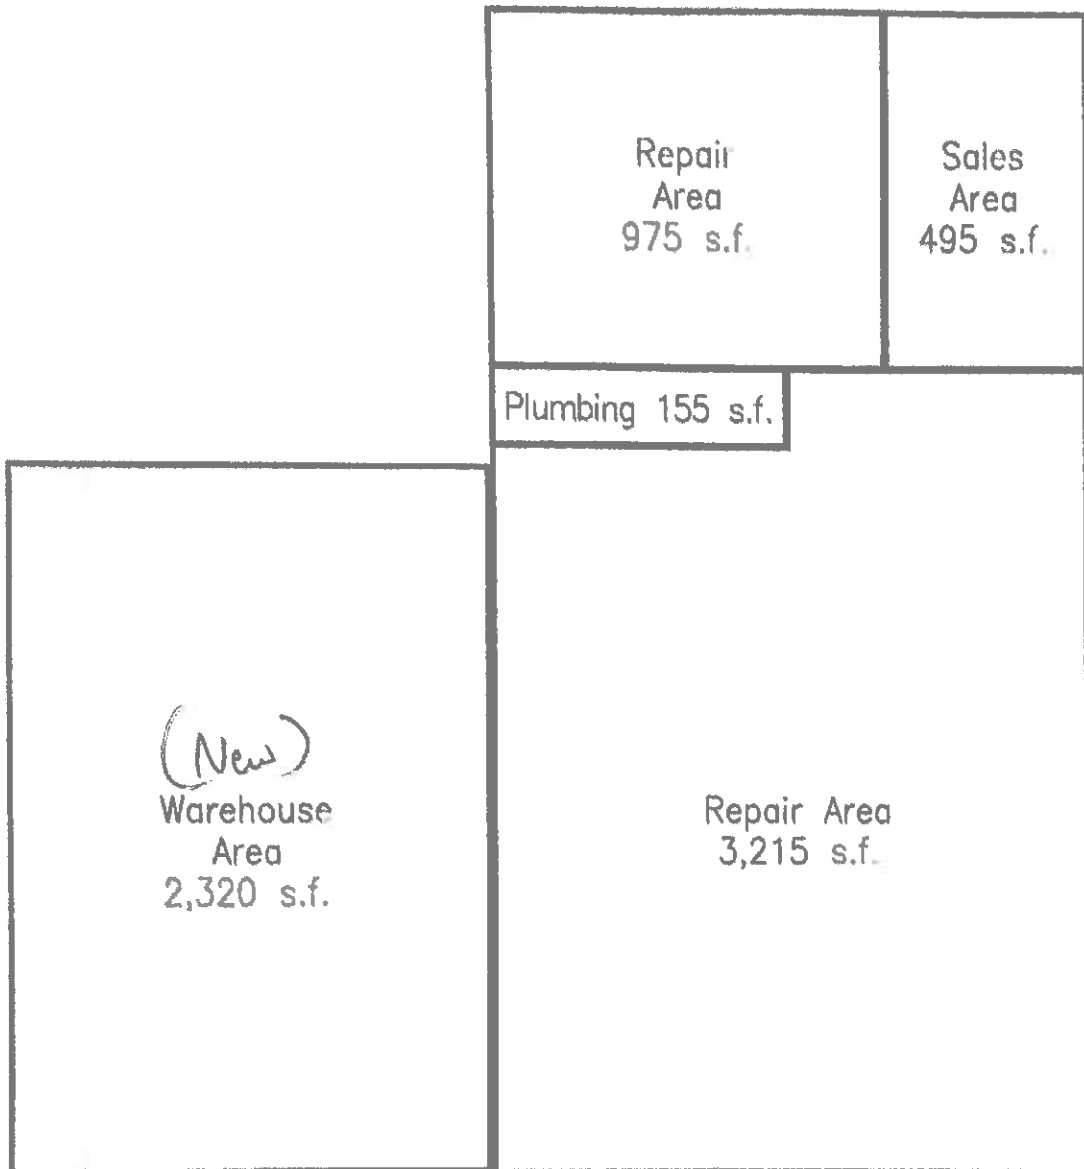 Repair
Area
975 s.f.
Sales
Area
495 s.f.
Plumbing 155 s.f.
(New)
Warehouse
Area
2,320 s.f.
Repair Area
3,215 s.f.